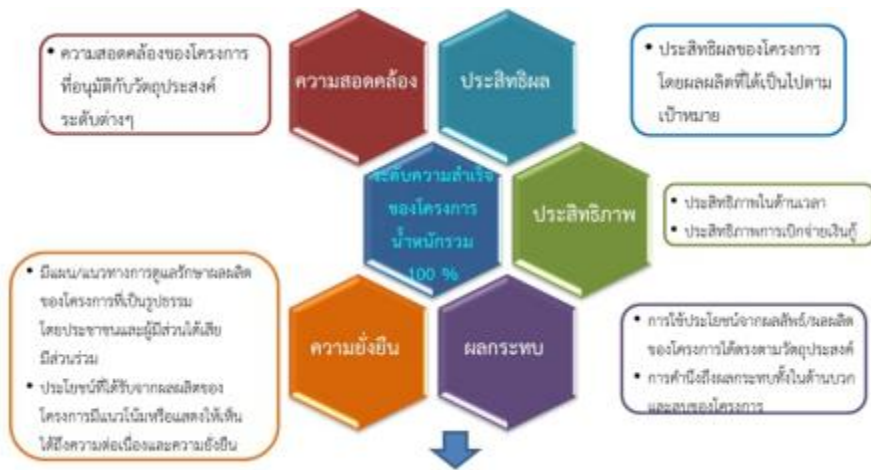 • ความสอดคล้องของโครงการ
ที่อนุมัติกับวัตถุประสงค์
ระดับต่างๆ
ความสอดคล้อง
ประสิทธิผล
• ประสิทธิผลของโครงการ
โดยผลผลิตที่ได้เป็นไปตาม
เป้าหมาย
ระดับความสำเร็จ
ของโครงการ
น้ำหนักรวม
100 %
ประสิทธิภาพ
• ประสิทธิภาพในด้านเวลา
• ประสิทธิภาพการเบิกจ่ายเงินกู้
• มีแผน/แนวทางการดูแลรักษาผลผลิต
ของโครงการที่เป็นรูปธรรม
โดยประชาชนและผู้มีส่วนได้เสีย
มีส่วนร่วม
• ประโยชน์ที่ได้รับจากผลผลิตของ
โครงการมีแนวโน้มหรือแสดงให้เห็น
ได้ถึงความต่อเนื่องและความยั่งยืน
ความยั่งยืน
ผลกระทบ
• การใช้ประโยชน์จากผลลัพธ์/ผลผลิต
ของโครงการได้ตรงตามวัตถุประสงค์
• การคำนึงถึงผลกระทบทั้งในด้านบวก
และลบของโครงการ